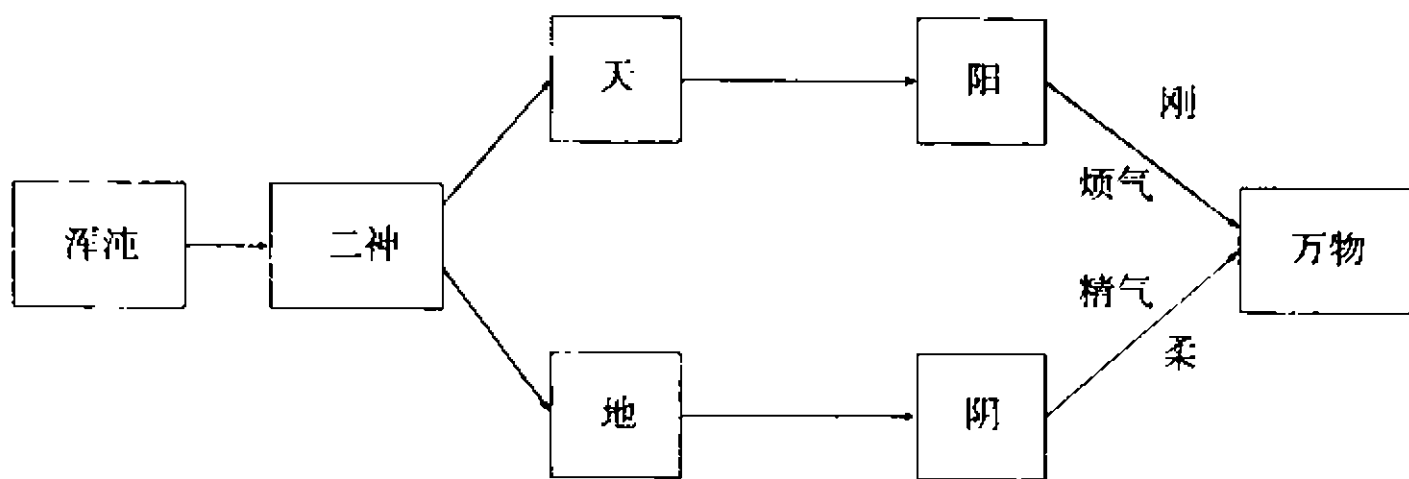 天
阳
刚
烦气
浑沌
二神
万物
精气
柔
地
阴